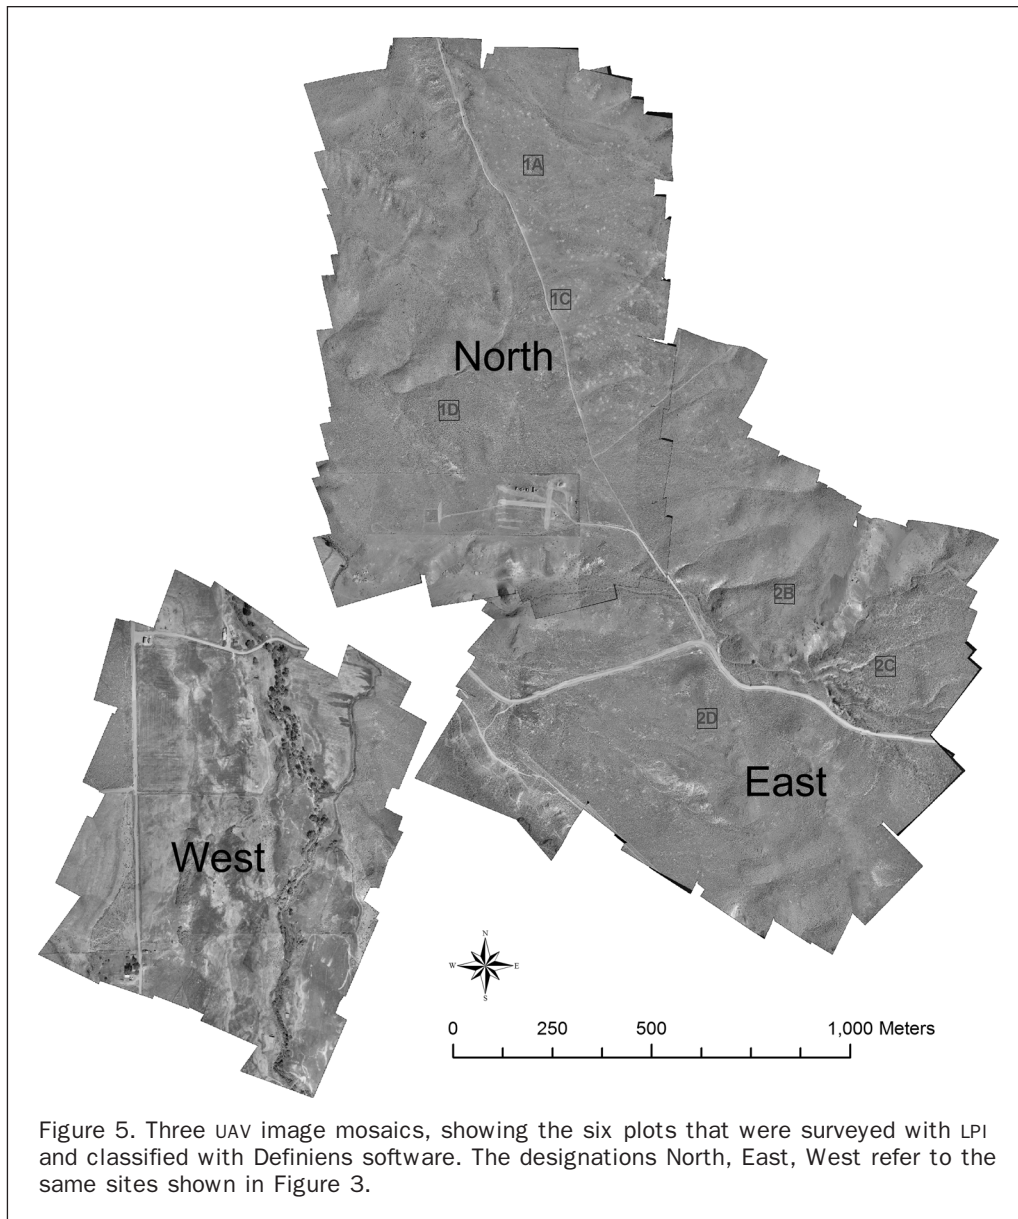 1A
1C
North
1D
2B
2C
2D
East
West
N
W E
S
0 250 500 1,000 Meters
Figure 5. Three UAV image mosaics, showing the six plots that were surveyed with LPI
and classified with Definiens software. The designations North, East, West refer to the
same sites shown in Figure 3.